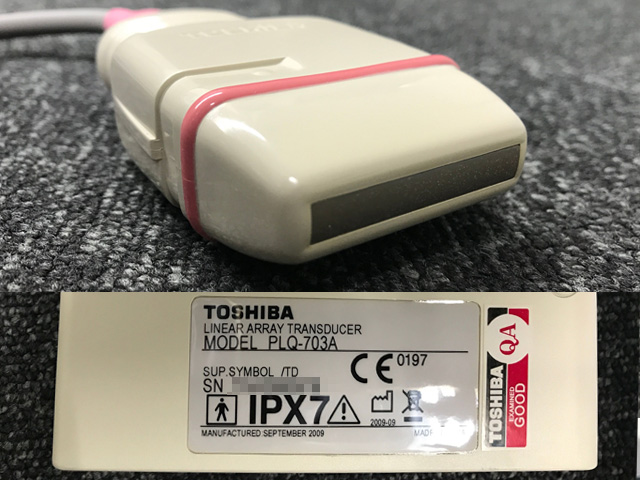 TOSHIBA
LINEAR ARRAY TRANSDUCER
MODEL PLQ-703A
SUP.SYMBOL /TD
SN
CE 0197
IPX7
2009-09
MANUFACTURED SEPTEMBER 2009
MADE
TOSHIBA
QA
EXAMINED
GOOD